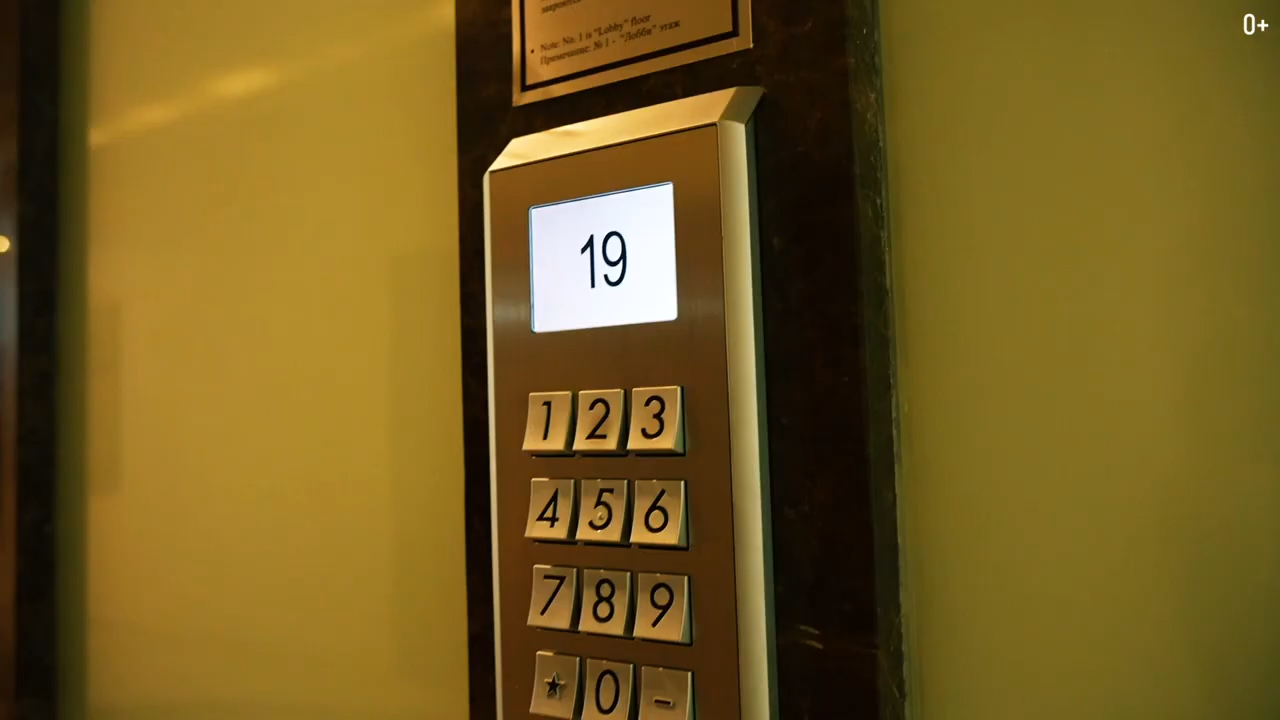 0+
закроются
• Note: No. 1 is "Lobby" floor
Примечание: № 1 - "Лобби" этаж
19
1 2 3
4 5 6
7 8 9
★ 0 –